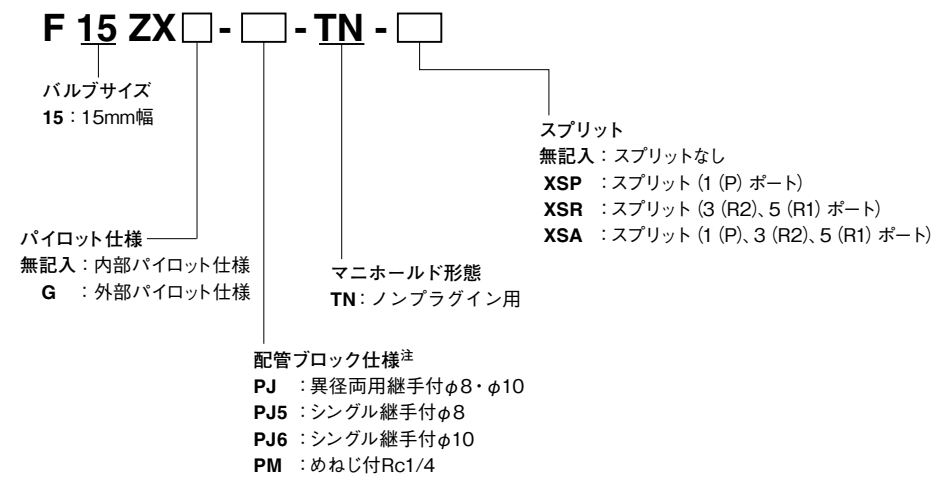 F 15 ZX□-□-TN-□
バルブサイズ
15：15mm幅
パイロット仕様
無記入：内部パイロット仕様
G ：外部パイロット仕様
配管ブロック仕様注
PJ ：異径両用継手付φ8・φ10
PJ5 ：シングル継手付φ8
PJ6 ：シングル継手付φ10
PM ：めねじ付Rc1/4
マニホールド形態
TN：ノンプラグイン用
スプリット
無記入：スプリットなし
XSP ：スプリット（1（P）ポート）
XSR ：スプリット（3（R2）、5（R1）ポート）
XSA ：スプリット（1（P）、3（R2）、5（R1）ポート）